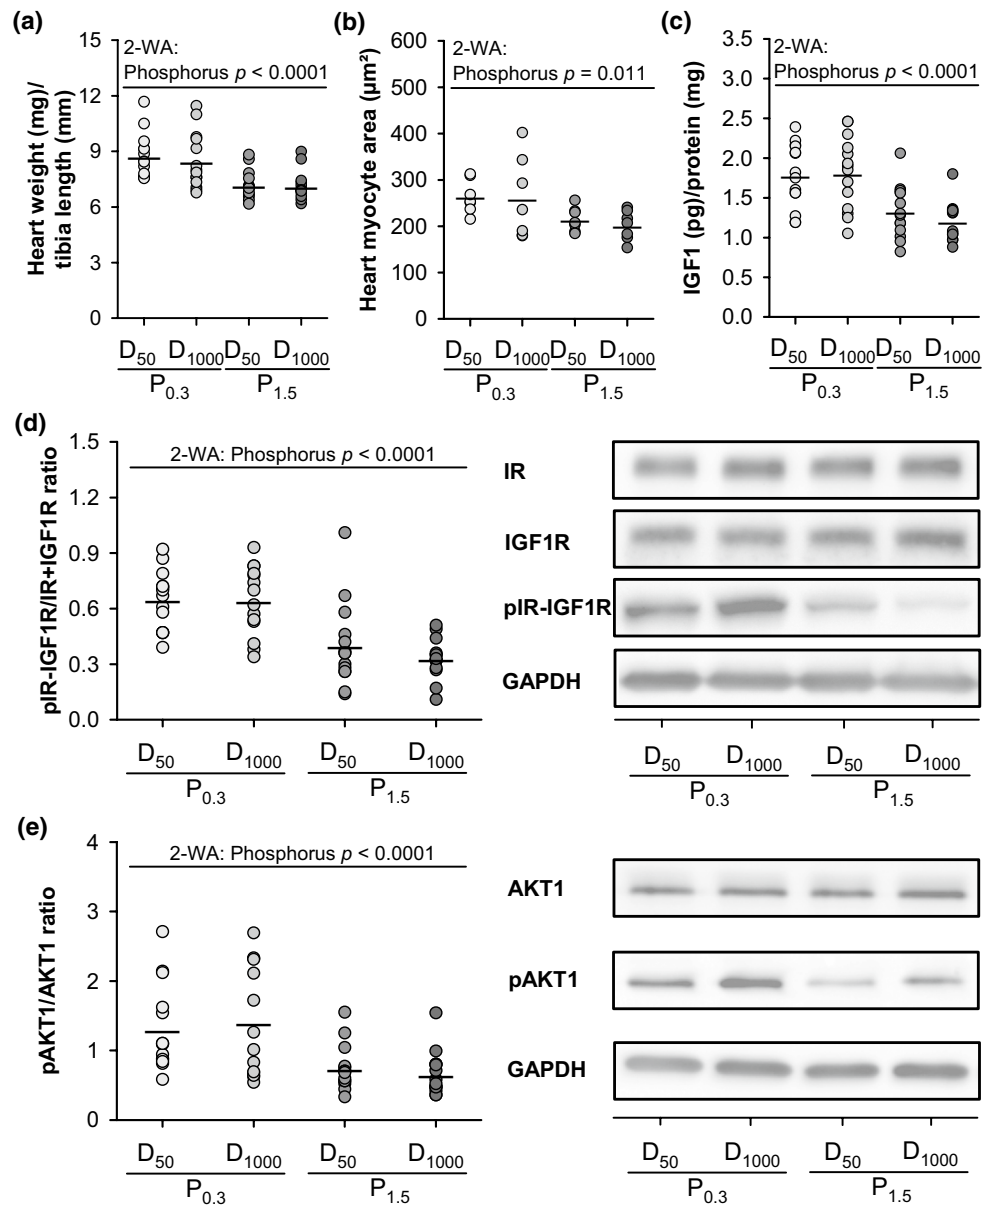 (a)
Heart weight (mg)/
tibia length (mm)
15
12
9
6
3
0
2-WA:
Phosphorus p < 0.0001
D50 D1000 D50 D1000
P0.3 P1.5
(b)
Heart myocyte area (µm²)
600
500
400
300
200
100
0
2-WA:
Phosphorus p = 0.011
D50 D1000 D50 D1000
P0.3 P1.5
(c)
IGF1 (pg)/protein (mg)
3.5
3.0
2.5
2.0
1.5
1.0
0.5
0.0
2-WA:
Phosphorus p < 0.0001
D50 D1000 D50 D1000
P0.3 P1.5
(d)
pIR-IGF1R/IR+IGF1R ratio
1.5
1.2
0.9
0.6
0.3
0.0
2-WA: Phosphorus p < 0.0001
D50 D1000 D50 D1000
P0.3 P1.5
IR
IGF1R
pIR-IGF1R
GAPDH
D50 D1000 D50 D1000
P0.3 P1.5
(e)
pAKT1/AKT1 ratio
4
3
2
1
0
2-WA: Phosphorus p < 0.0001
D50 D1000 D50 D1000
P0.3 P1.5
AKT1
pAKT1
GAPDH
D50 D1000 D50 D1000
P0.3 P1.5